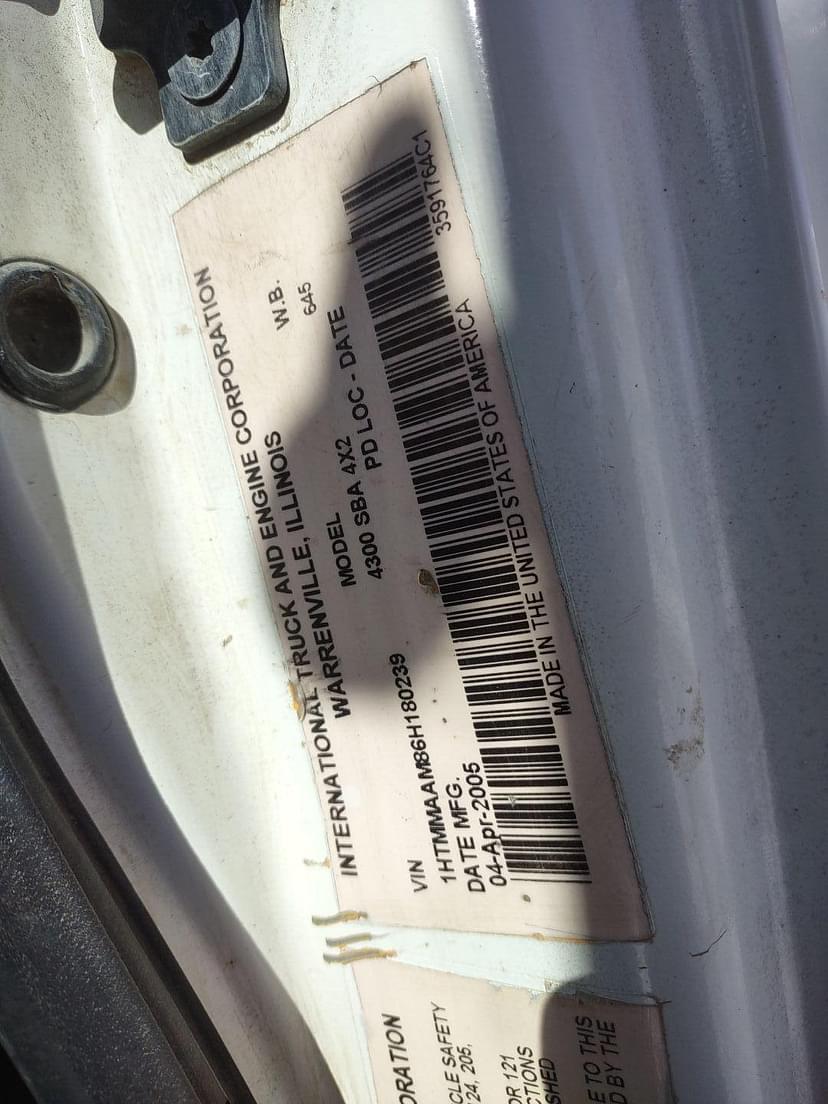 INTERNATIONAL TRUCK AND ENGINE CORPORATION
WARRENVILLE, ILLINOIS
MODEL
W.B.
4300 SBA 4X2
645
PD LOC - DATE
VIN
1HTMMAAM86H180239
DATE MFG.
04-Apr-2005
MADE IN THE UNITED STATES OF AMERICA
3591764C1
ORATION
CLE SAFETY
24, 205,
OR 121
CTIONS
SHED
E TO THIS
D BY THE